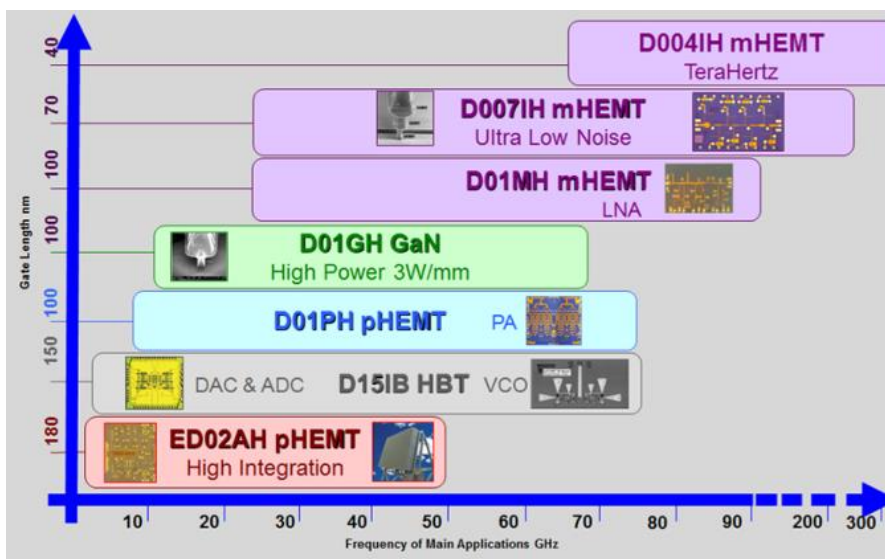 40
D004IH mHEMT
TeraHertz
70
D007IH mHEMT
Ultra Low Noise
100
D01MH mHEMT
LNA
Gate Length nm
100
D01GH GaN
High Power 3W/mm
100
D01PH pHEMT
PA
150
DAC & ADC
D15IB HBT
VCO
180
ED02AH pHEMT
High Integration
10 20 30 40 50 60 70 80 90 200 300
Frequency of Main Applications GHz